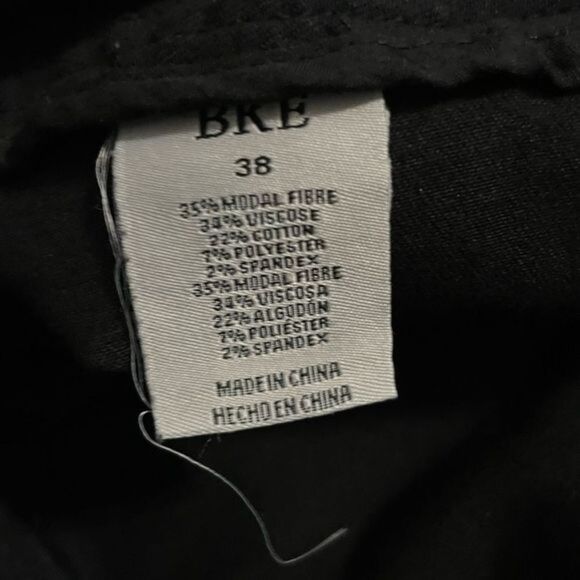 BKE
38
35% MODAL FIBRE
34% VISCOSE
22% COTTON
7% POLYESTER
2% SPANDEX
35% MODAL FIBRE
34% VISCOSA
22% ALGODÓN
7% POLIÉSTER
2% SPANDEX
MADE IN CHINA
HECHO EN CHINA